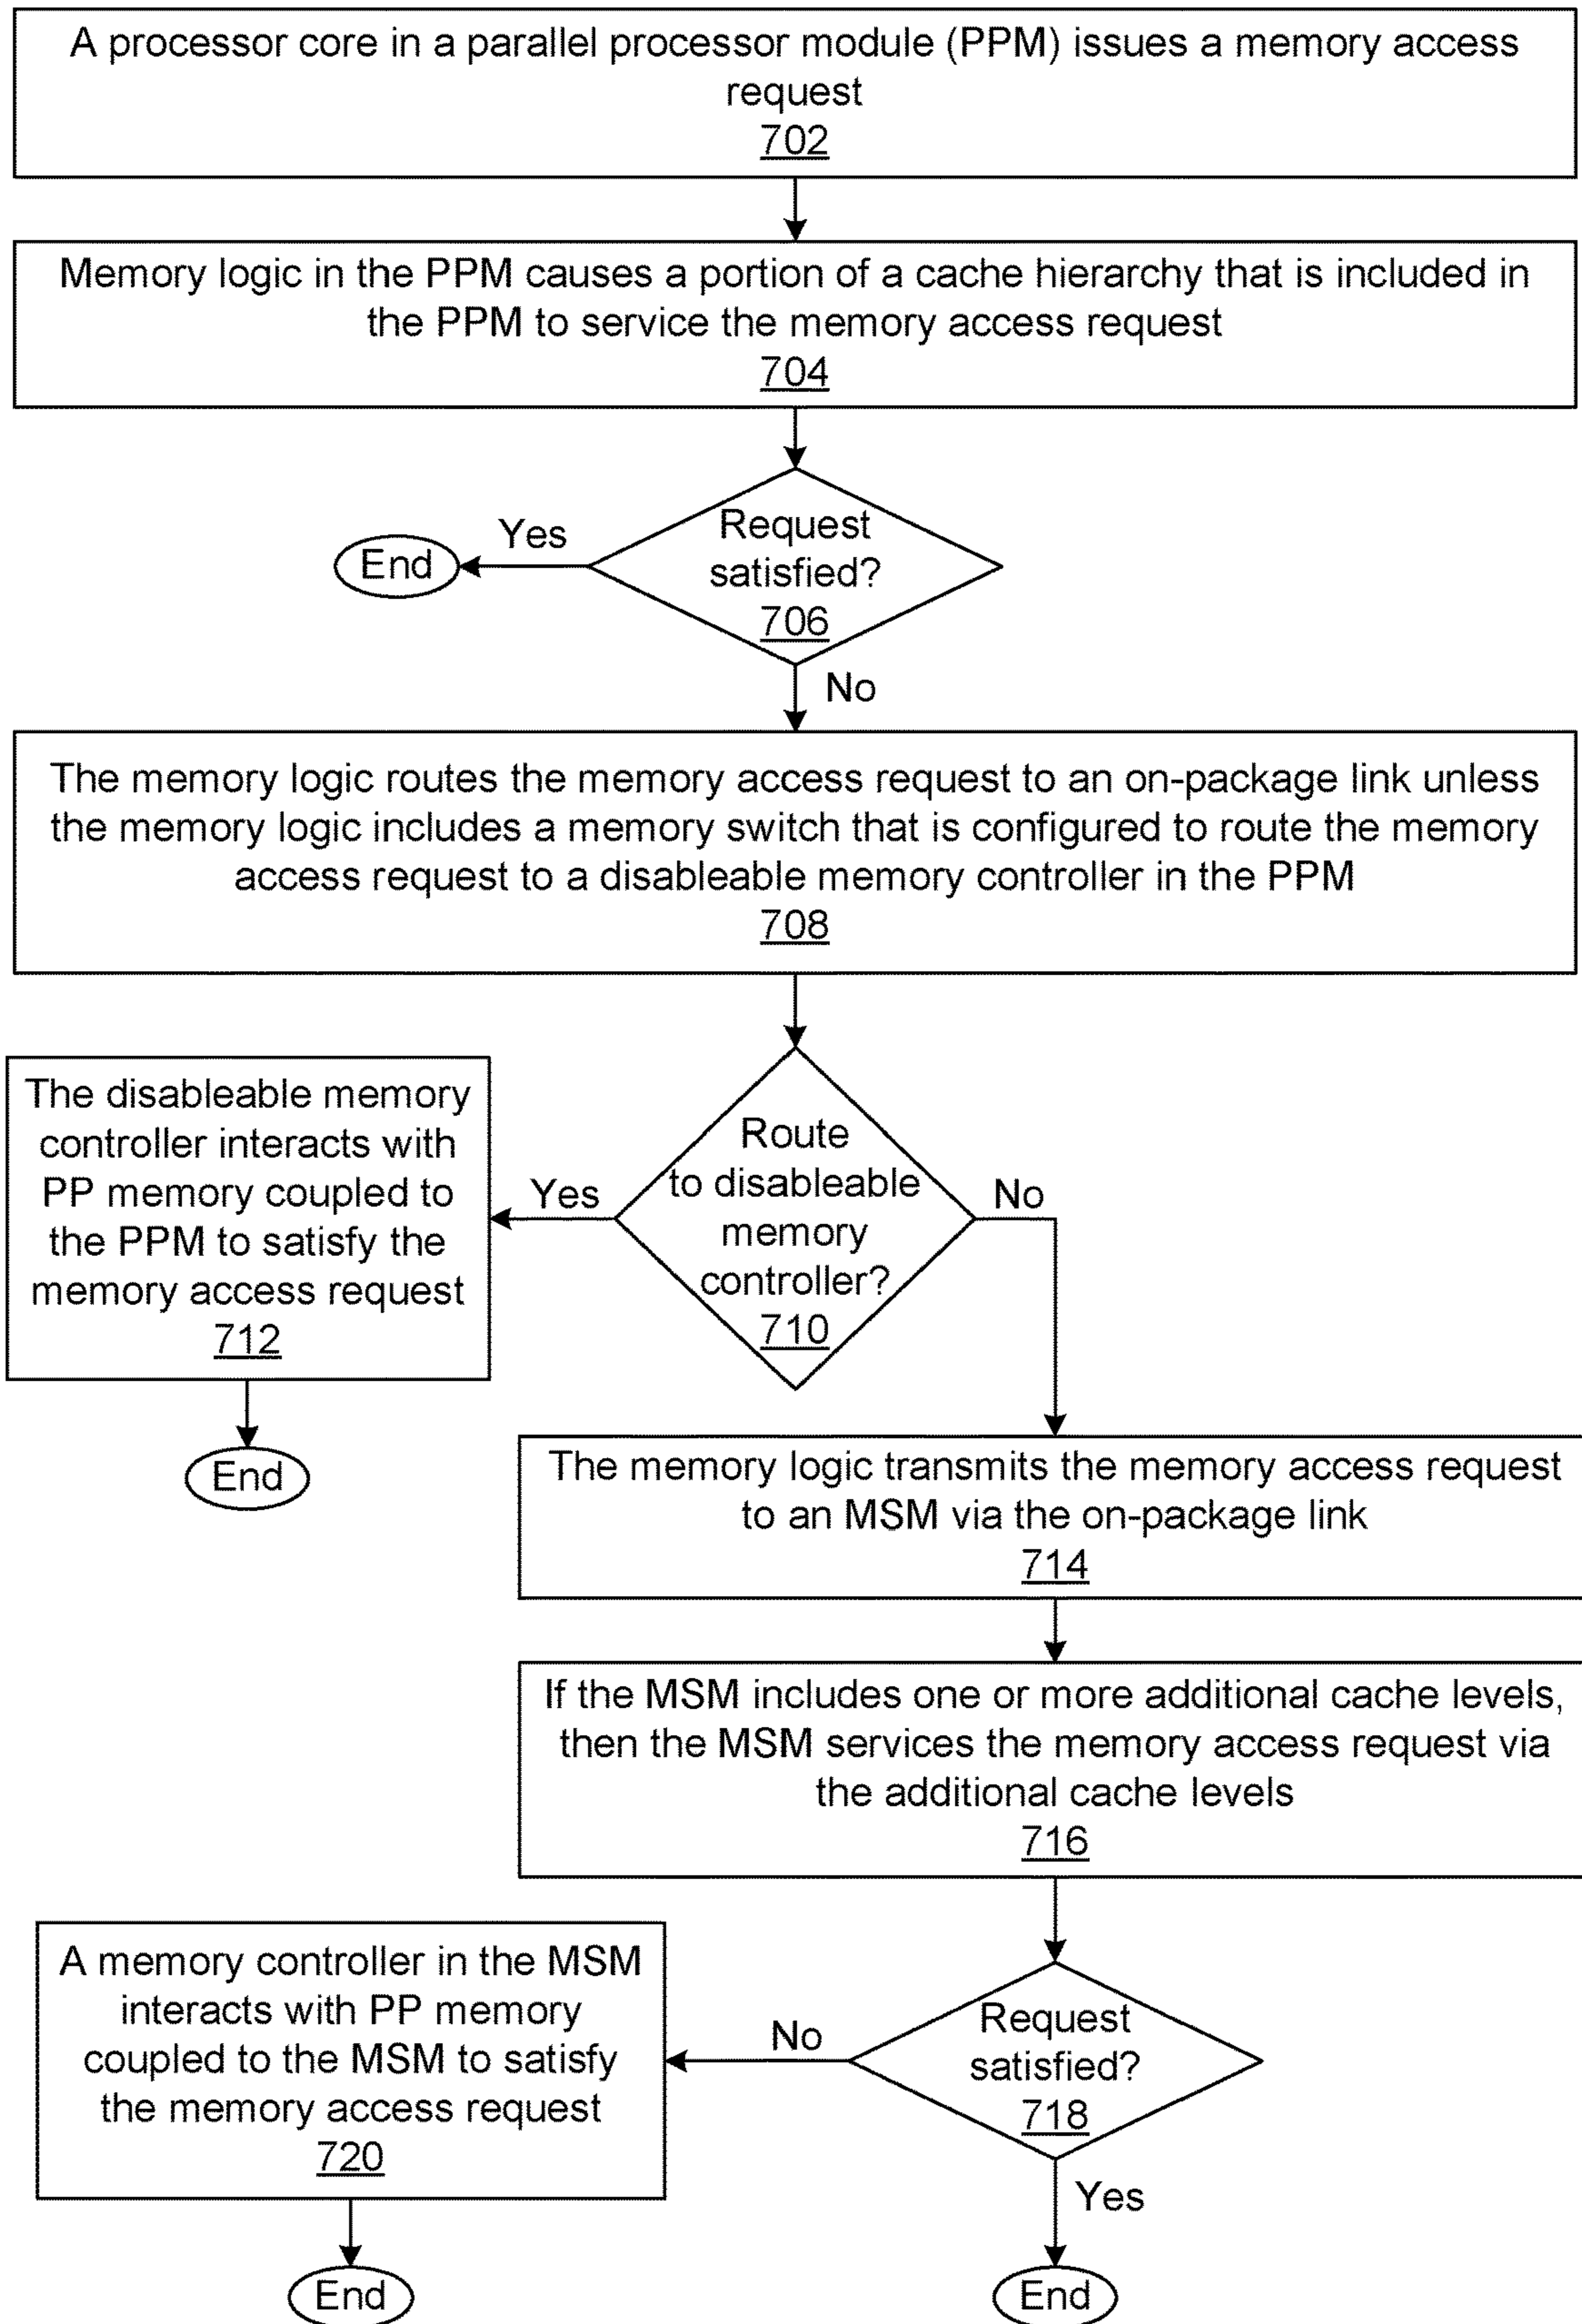 A processor core in a parallel processor module (PPM) issues a memory access
request
702
Memory logic in the PPM causes a portion of a cache hierarchy that is included in
the PPM to service the memory access request
704
Request
satisfied?
706
Yes
End
No
The memory logic routes the memory access request to an on-package link unless
the memory logic includes a memory switch that is configured to route the memory
access request to a disableable memory controller in the PPM
708
Route
to disableable
memory
controller?
710
Yes
The disableable memory
controller interacts with
PP memory coupled to
the PPM to satisfy the
memory access request
712
End
No
The memory logic transmits the memory access request
to an MSM via the on-package link
714
If the MSM includes one or more additional cache levels,
then the MSM services the memory access request via
the additional cache levels
716
Request
satisfied?
718
No
A memory controller in the MSM
interacts with PP memory
coupled to the MSM to satisfy
the memory access request
720
End
Yes
End